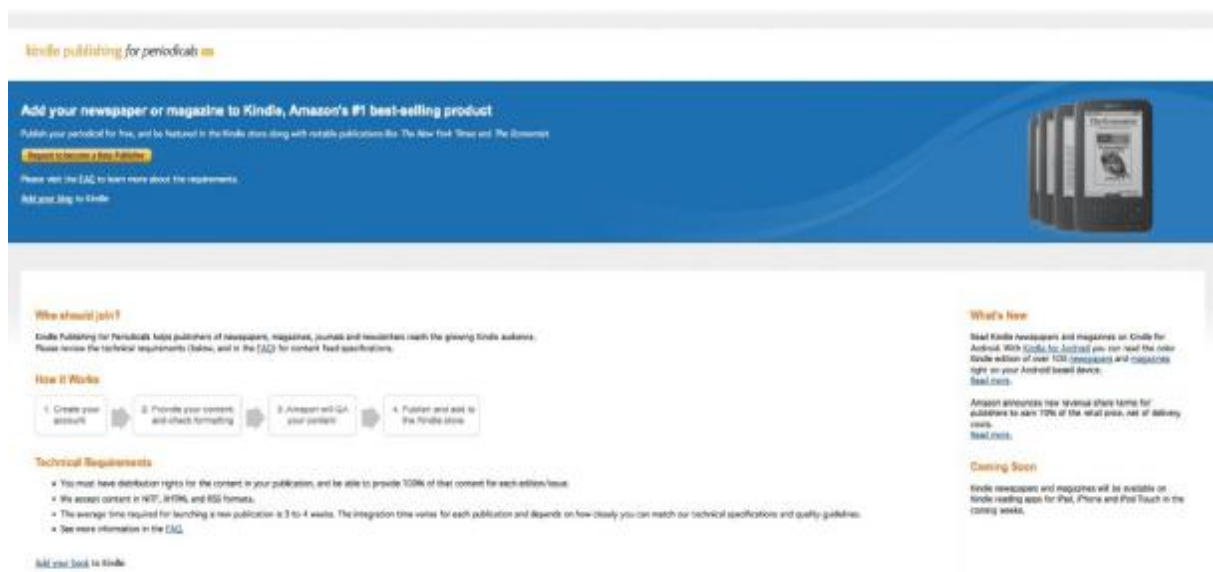 kindle publishing for periodicals
Add your newspaper or magazine to Kindle, Amazon's #1 best-selling product
Publish your periodical for free, and be featured in the Kindle store along with notable publications like The New York Times and The Economist.
Request to become a Beta Publisher
Please visit the FAQ to learn more about the requirements.
Add your blog to Kindle
Who should join?
Kindle Publishing for Periodicals helps publishers of newspapers, magazines, journals and newsletters reach the growing Kindle audience.
Please review the technical requirements (below, and in the FAQ) for content feed specifications.
How it Works
1. Create your account
2. Provide your content and check formatting
3. Amazon will QA your content
4. Publish and add to the Kindle store
Technical Requirements
You must have distribution rights for the content in your publication, and be able to provide 100% of that content for each edition/issue.
We accept content in NITF, XHTML and RSS formats.
The average time required for launching a new publication is 3 to 4 weeks. The integration time varies for each publication and depends on how closely you can match our technical specifications and quality guidelines.
See more information in the FAQ.
Add your book to Kindle
What's New
Read Kindle newspapers and magazines on Kindle for
Android. With Kindle for Android you can read the color
Kindle edition of over 100 newspapers and magazines
right on your Android based device.
Read more.
Amazon announces new revenue share terms for
publishers to earn 70% of the retail price, net of delivery
costs.
Read more.
Coming Soon
Kindle newspapers and magazines will be available on
Kindle reading apps for iPad, iPhone and iPod Touch in the
coming weeks.